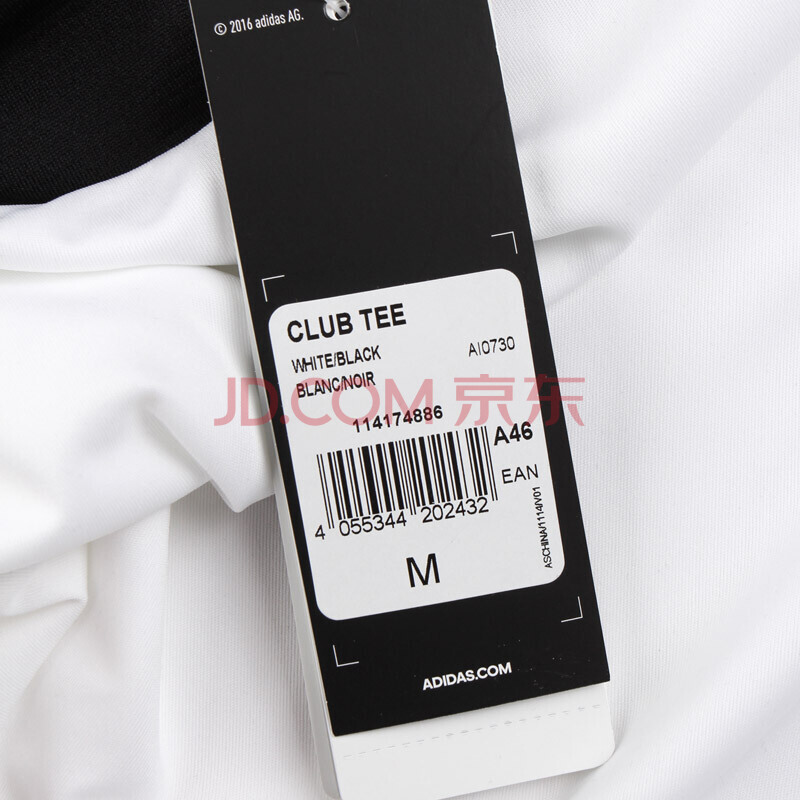 © 2016 adidas AG.
CLUB TEE
WHITE/BLACK AI0730
BLANC/NOIR
JD.COM 京东
114174886
A46
EAN
4 055344 202432
ASCHINA/1114/V01
M
ADIDAS.COM